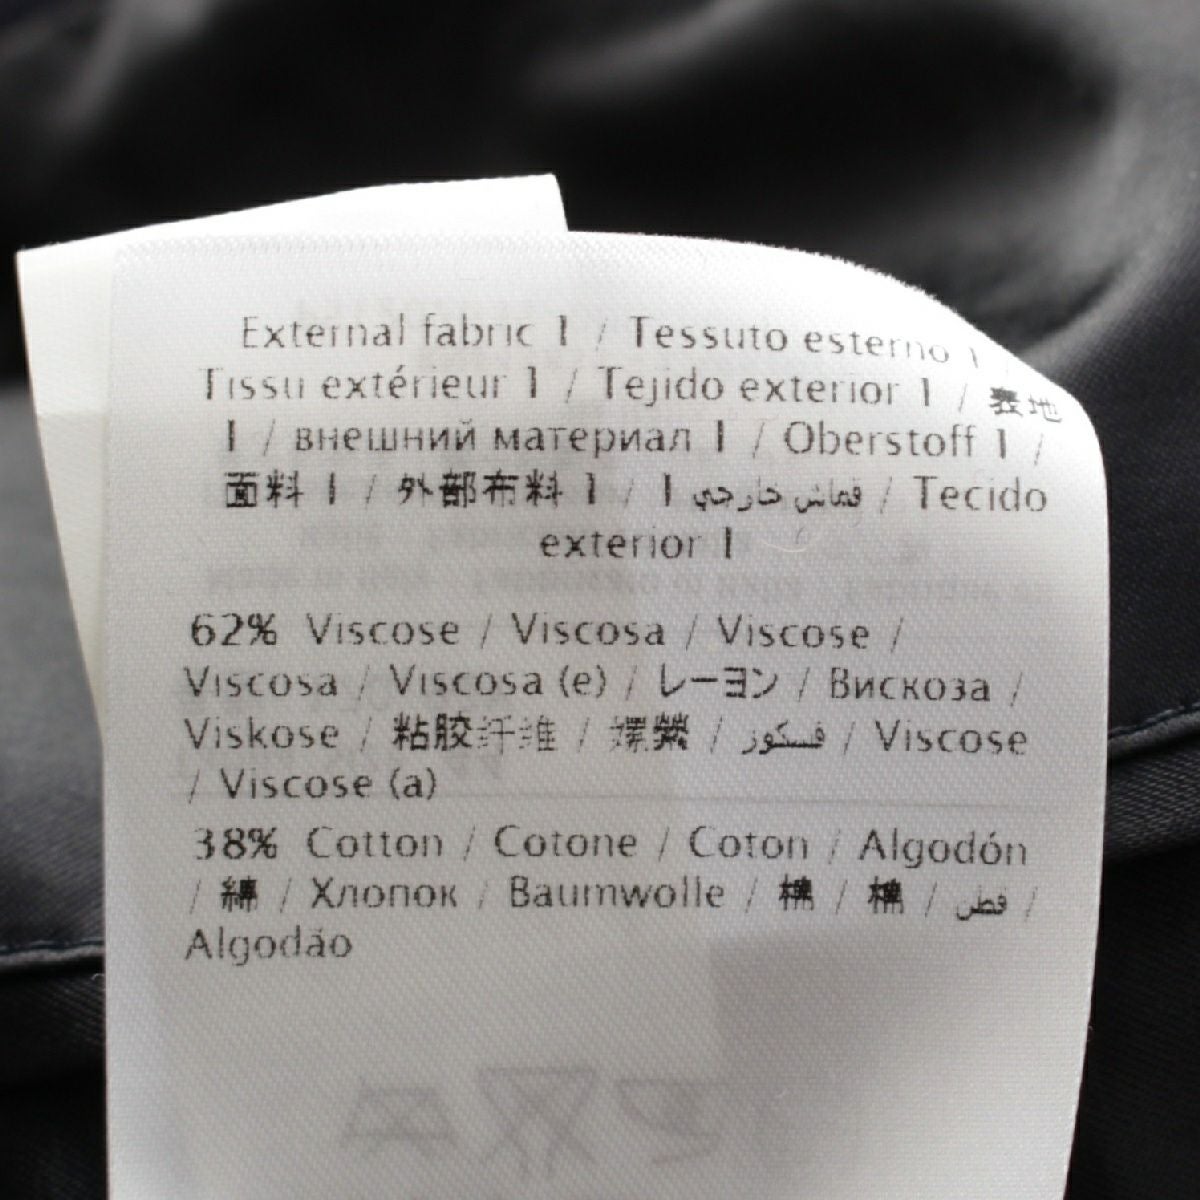 External fabric 1 / Tessuto esterno 1
Tissu extérieur 1 / Tejido exterior 1 / 表地
1 / внешний материал 1 / Oberstoff 1 /
面料 1 / 外部布料 1 / 1 قماش خارجي / Tecido
exterior 1
62% Viscose / Viscosa / Viscose /
Viscosa / Viscosa (e) / レーヨン / Вискоза /
Viskose / 粘胶纤维 / 嫘縈 / فسكوز / Viscose
/ Viscose (a)
38% Cotton / Cotone / Coton / Algodón
/ 綿 / Хлопок / Baumwolle / 棉 / 棉 / قطن /
Algodão